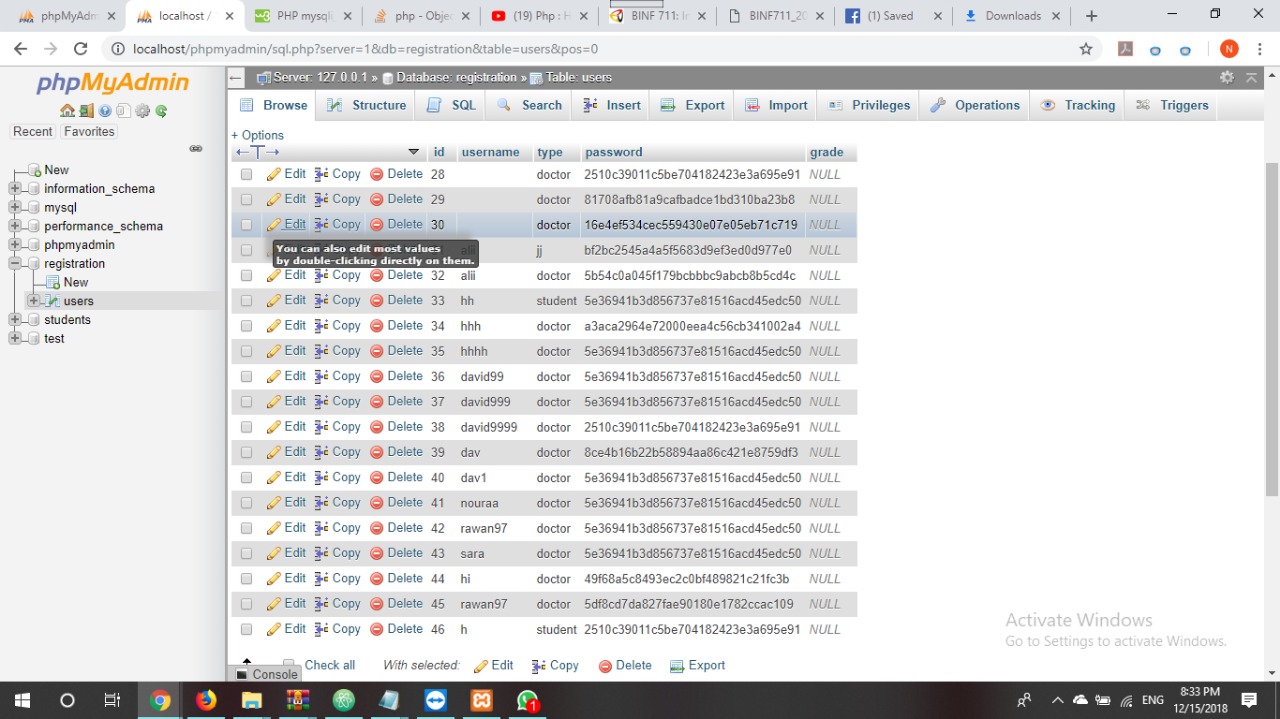 phpMyAdm
localhost /
PHP mysqli
php - Objec
(19) Php : H
BINF 711: In
BINF711_20
(1) Saved
Downloads
localhost/phpmyadmin/sql.php?server=1&db=registration&table=users&pos=0
N
phpMyAdmin
Recent Favorites
New
information_schema
mysql
performance_schema
phpmyadmin
registration
New
users
students
test
Server: 127.0.0.1 » Database: registration » Table: users
Browse Structure SQL Search Insert Export Import Privileges Operations Tracking Triggers
+ Options
id username type password grade
Edit Copy Delete 28 doctor 2510c39011c5be704182423e3a695e91 NULL
Edit Copy Delete 29 doctor 81708afb81a9cafbadce1bd310ba23b8 NULL
Edit Copy Delete 30 doctor 16e4ef534cec559430e07e05eb71c719 NULL
You can also edit most values
by double-clicking directly on them.
jj bf2bc2545a4a5f5683d9ef3ed0d977e0 NULL
Edit Copy Delete 32 alii doctor 5b54c0a045f179bcbbbc9abcb8b5cd4c NULL
Edit Copy Delete 33 hh student 5e36941b3d856737e81516acd45edc50 NULL
Edit Copy Delete 34 hhh doctor a3aca2964e72000eea4c56cb341002a4 NULL
Edit Copy Delete 35 hhhh doctor 5e36941b3d856737e81516acd45edc50 NULL
Edit Copy Delete 36 david99 doctor 5e36941b3d856737e81516acd45edc50 NULL
Edit Copy Delete 37 david999 doctor 5e36941b3d856737e81516acd45edc50 NULL
Edit Copy Delete 38 david9999 doctor 2510c39011c5be704182423e3a695e91 NULL
Edit Copy Delete 39 dav doctor 8ce4b16b22b58894aa86c421e8759df3 NULL
Edit Copy Delete 40 dav1 doctor 5e36941b3d856737e81516acd45edc50 NULL
Edit Copy Delete 41 nouraa doctor 5e36941b3d856737e81516acd45edc50 NULL
Edit Copy Delete 42 rawan97 doctor 5e36941b3d856737e81516acd45edc50 NULL
Edit Copy Delete 43 sara doctor 5e36941b3d856737e81516acd45edc50 NULL
Edit Copy Delete 44 hi doctor 49f68a5c8493ec2c0bf489821c21fc3b NULL
Edit Copy Delete 45 rawan97 doctor 5df8cd7da827fae90180e1782ccac109 NULL
Edit Copy Delete 46 h student 2510c39011c5be704182423e3a695e91 NULL
Check all With selected: Edit Copy Delete Export
Console
Activate Windows
Go to Settings to activate Windows.
1
ENG
8:33 PM
12/15/2018